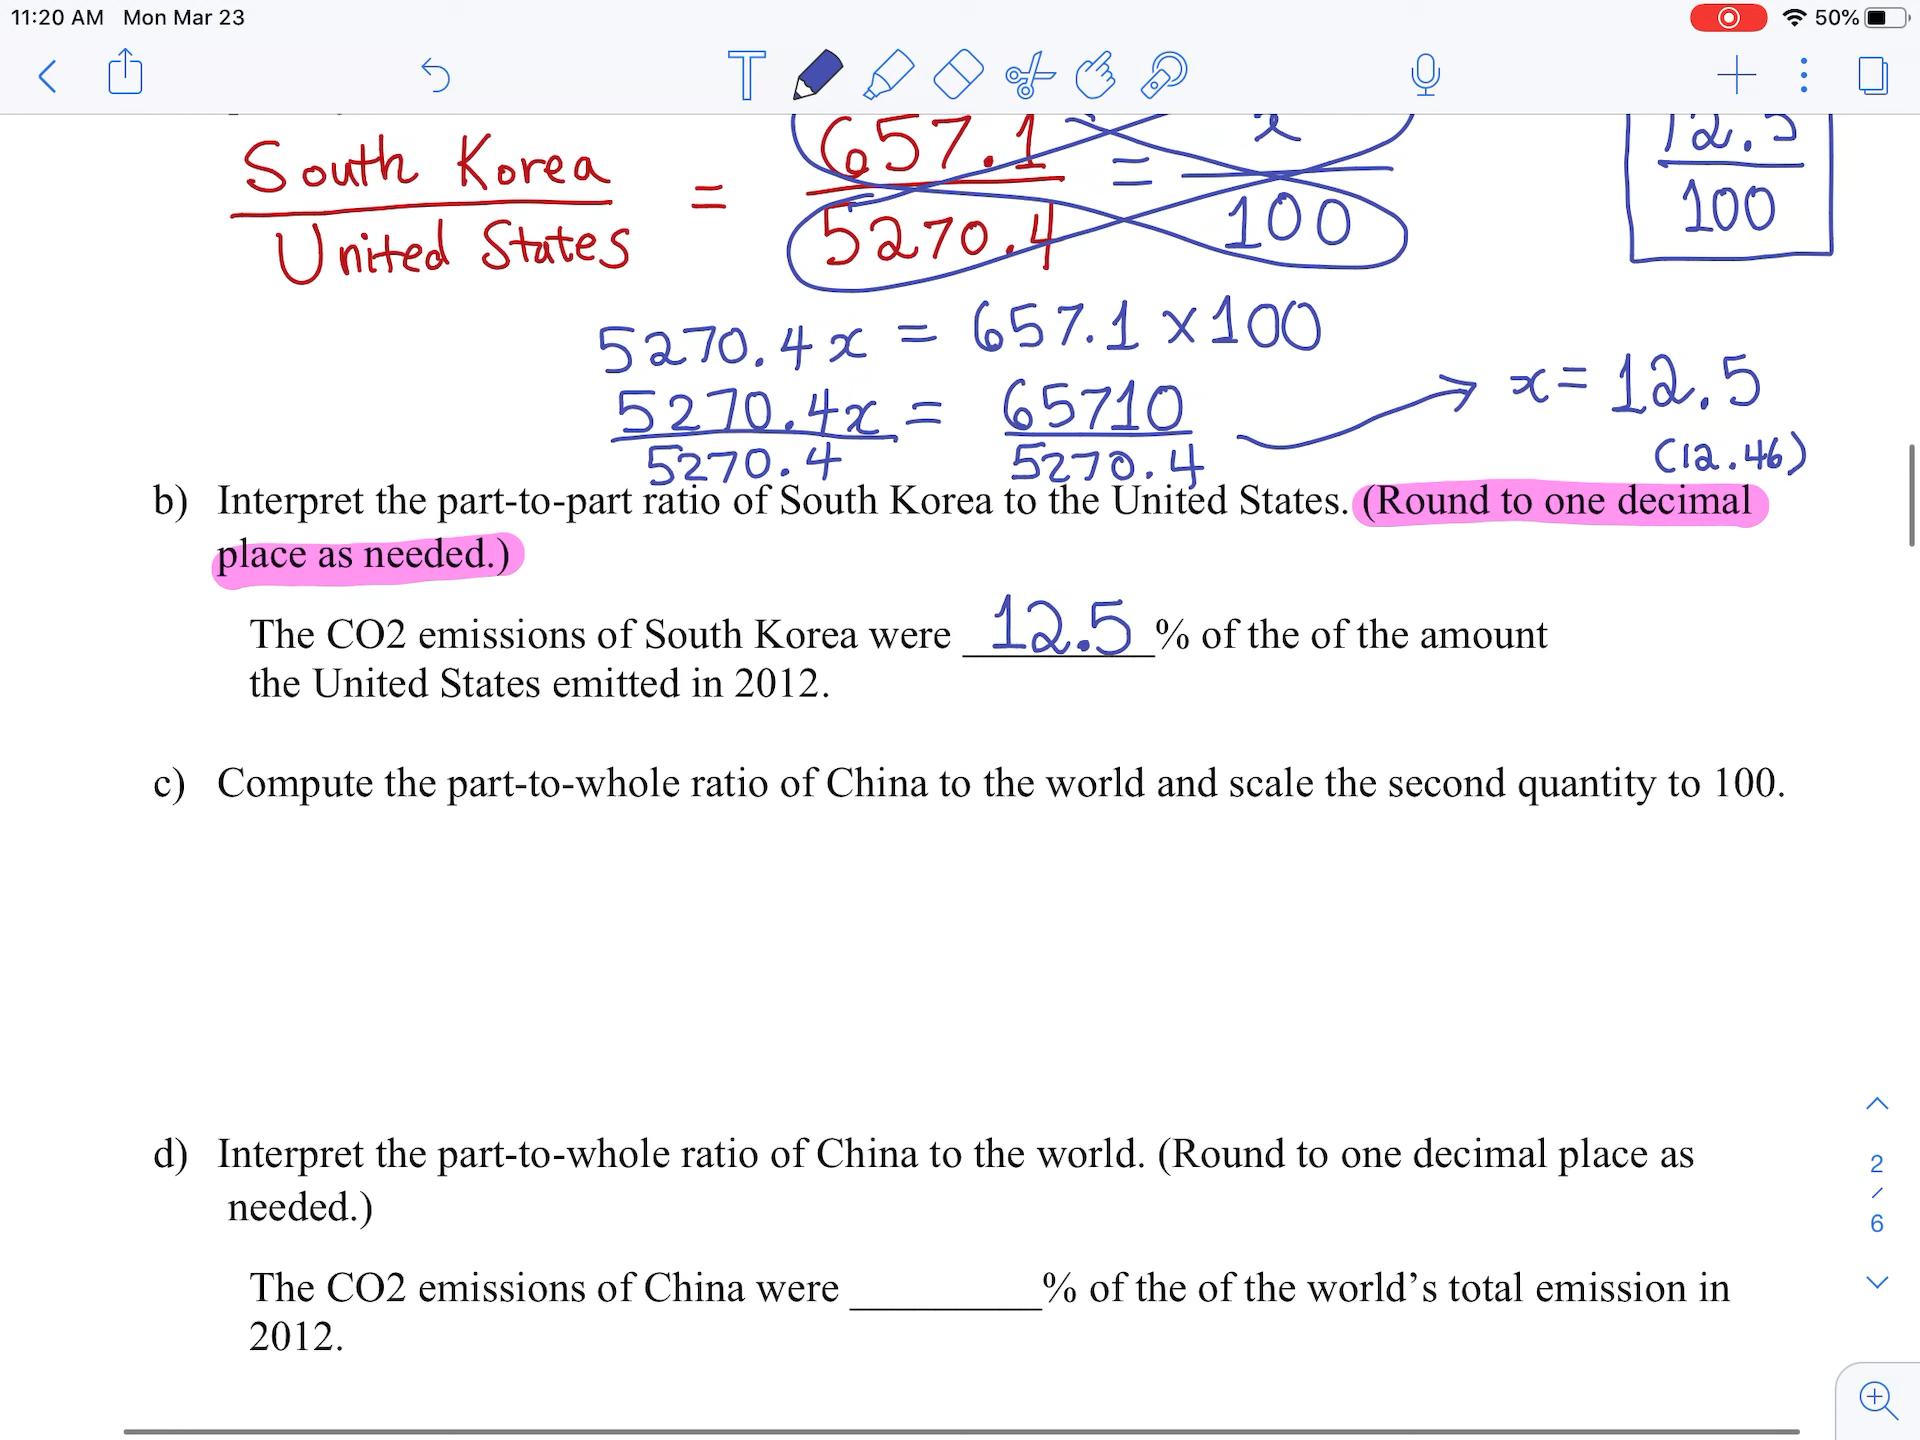 11:20 AM Mon Mar 23
50%
T
South Korea
United States
=
657.1
5270.4
=
x
100
12.5
100
5270.4x = 657.1 x 100
5270.4x = 65710
5270.4 5270.4
x = 12.5
(12.46)
b) Interpret the part-to-part ratio of South Korea to the United States. (Round to one decimal
place as needed.)
The CO2 emissions of South Korea were 12.5 % of the of the amount
the United States emitted in 2012.
c) Compute the part-to-whole ratio of China to the world and scale the second quantity to 100.
d) Interpret the part-to-whole ratio of China to the world. (Round to one decimal place as
needed.)
The CO2 emissions of China were ________% of the of the world's total emission in
2012.
2
/
6